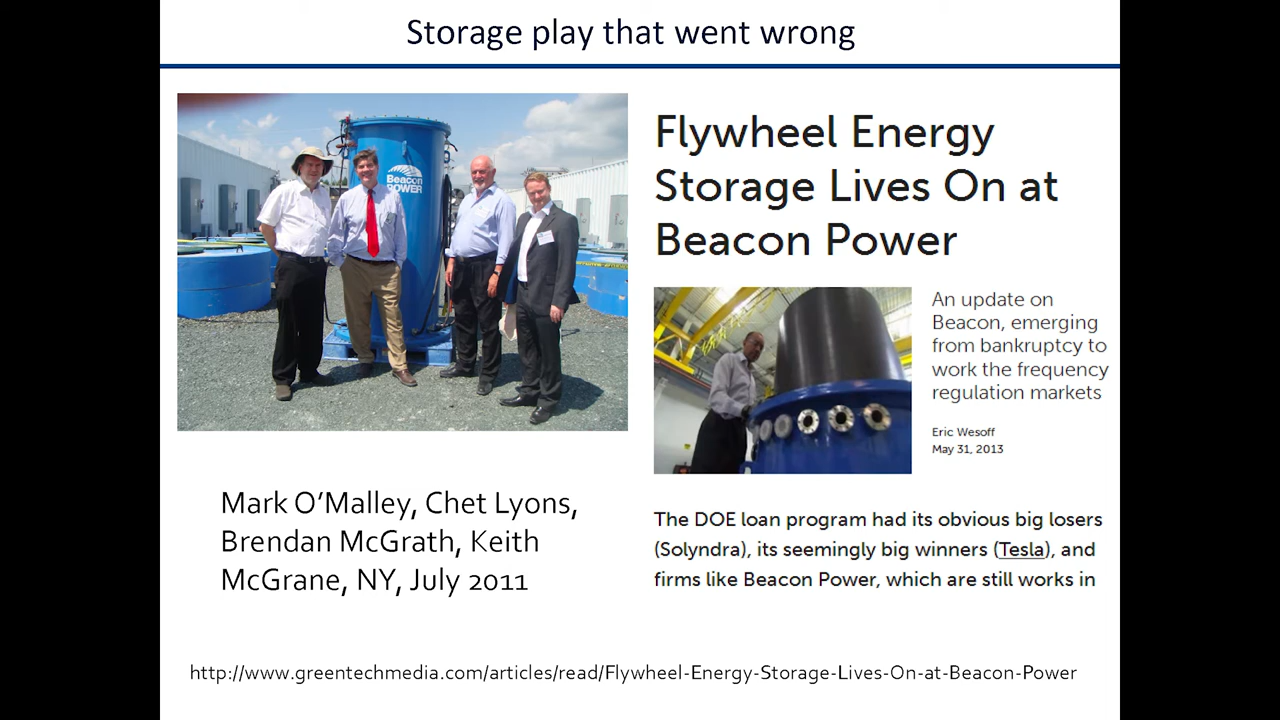 Storage play that went wrong
Beacon
POWER
Flywheel Energy
Storage Lives On at
Beacon Power
An update on
Beacon, emerging
from bankruptcy to
work the frequency
regulation markets
Eric Wesoff
May 31, 2013
Mark O’Malley, Chet Lyons,
Brendan McGrath, Keith
McGrane, NY, July 2011
The DOE loan program had its obvious big losers
(Solyndra), its seemingly big winners (Tesla), and
firms like Beacon Power, which are still works in
http://www.greentechmedia.com/articles/read/Flywheel-Energy-Storage-Lives-On-at-Beacon-Power